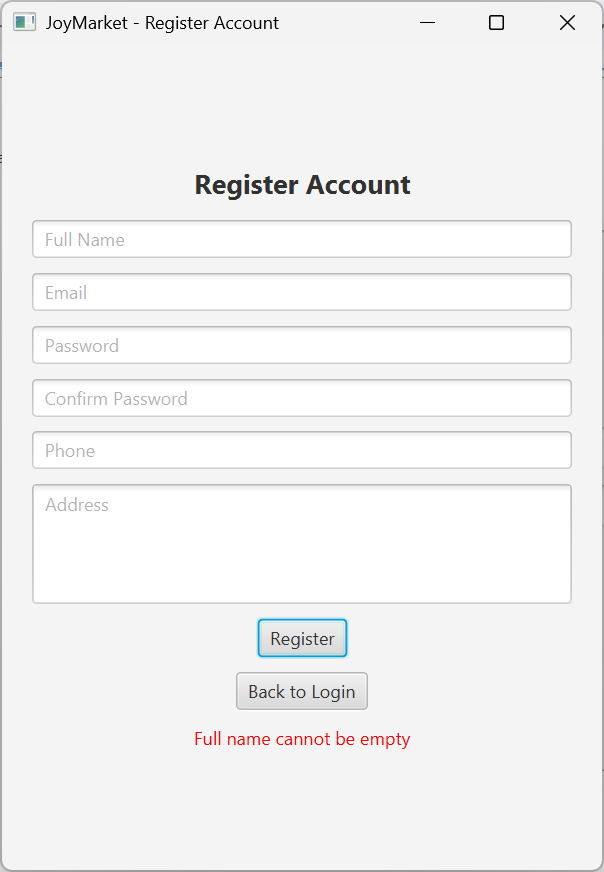 JoyMarket - Register Account
Register Account
Full Name
Email
Password
Confirm Password
Phone
Address
Register
Back to Login
Full name cannot be empty